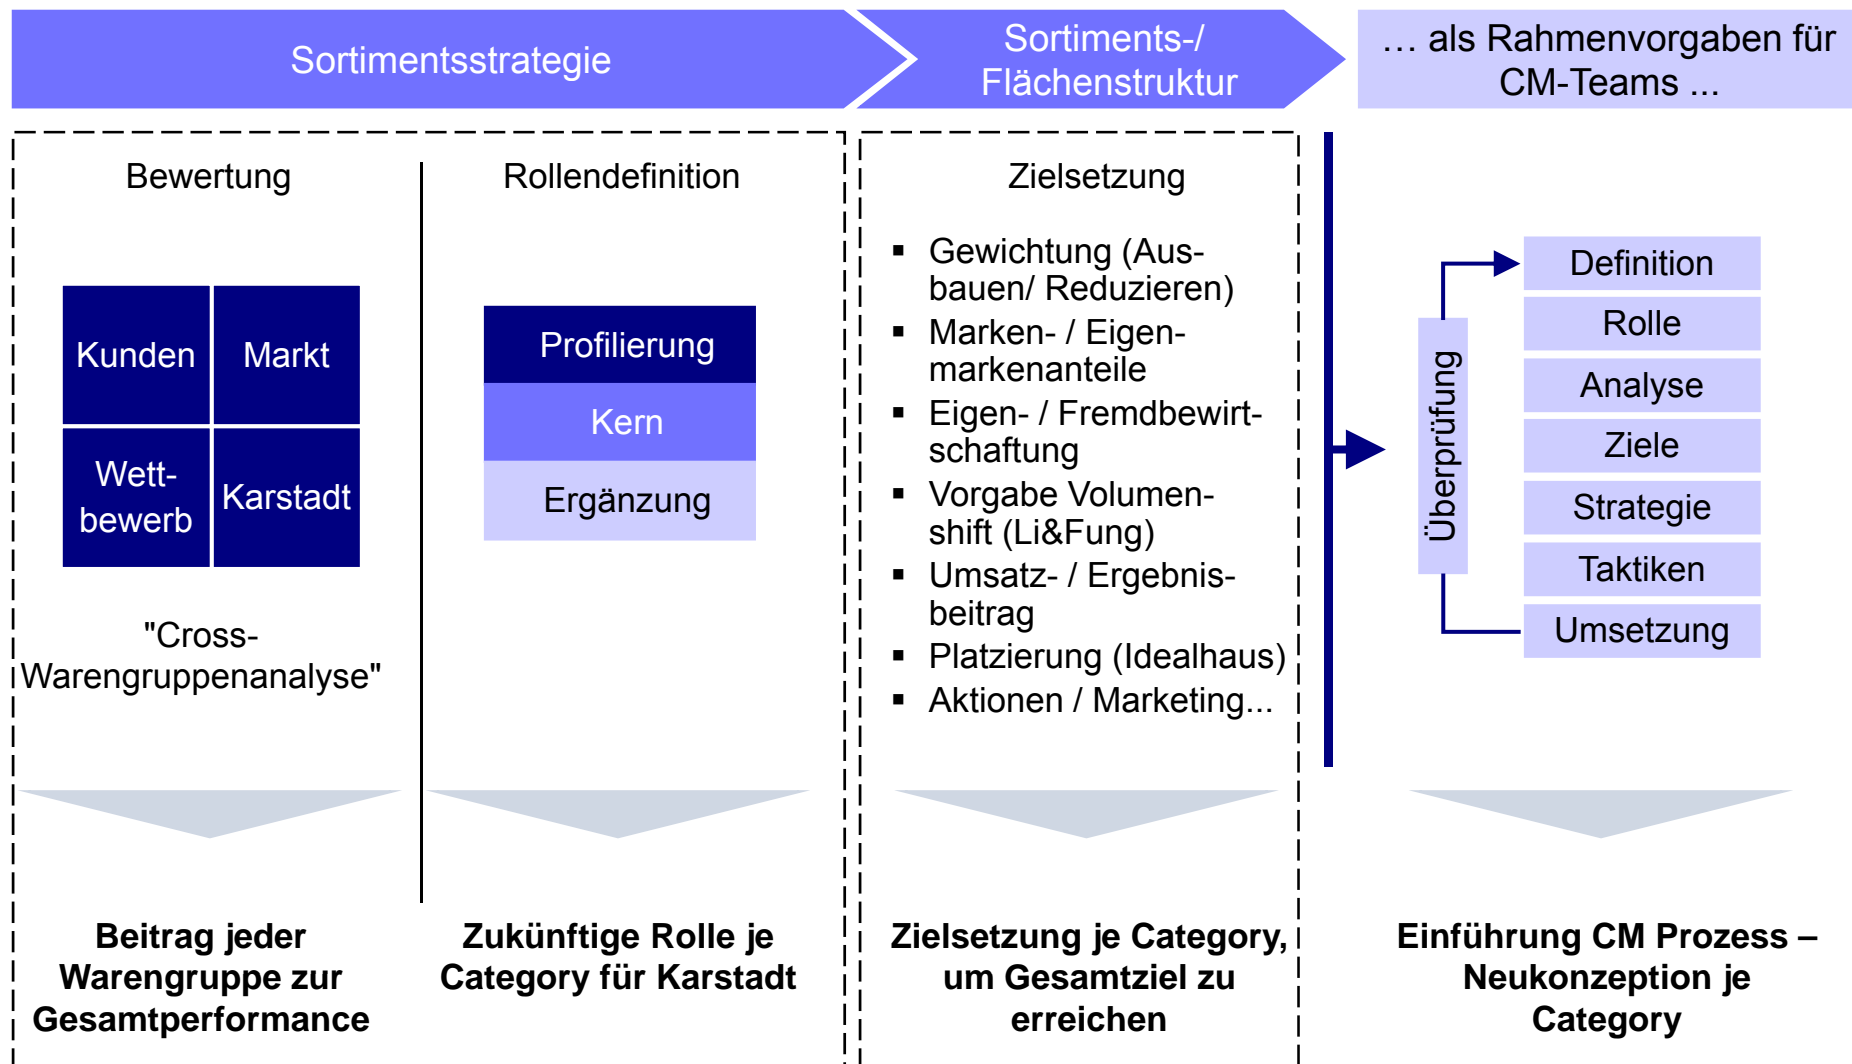 Sortimentsstrategie
Sortiments-/
Flächenstruktur
… als Rahmenvorgaben für
CM-Teams ...
Bewertung
Kunden
Markt
Wett-
bewerb
Karstadt
"Cross-
Warengruppenanalyse"
Beitrag jeder
Warengruppe zur
Gesamtperformance
Rollendefinition
Profilierung
Kern
Ergänzung
Zukünftige Rolle je
Category für Karstadt
Zielsetzung
▪ Gewichtung (Aus-
bauen/ Reduzieren)
▪ Marken- / Eigen-
markenanteile
▪ Eigen- / Fremdbewirt-
schaftung
▪ Vorgabe Volumen-
shift (Li&Fung)
▪ Umsatz- / Ergebnis-
beitrag
▪ Platzierung (Idealhaus)
▪ Aktionen / Marketing...
Zielsetzung je Category,
um Gesamtziel zu
erreichen
Überprüfung
Definition
Rolle
Analyse
Ziele
Strategie
Taktiken
Umsetzung
Einführung CM Prozess –
Neukonzeption je
Category